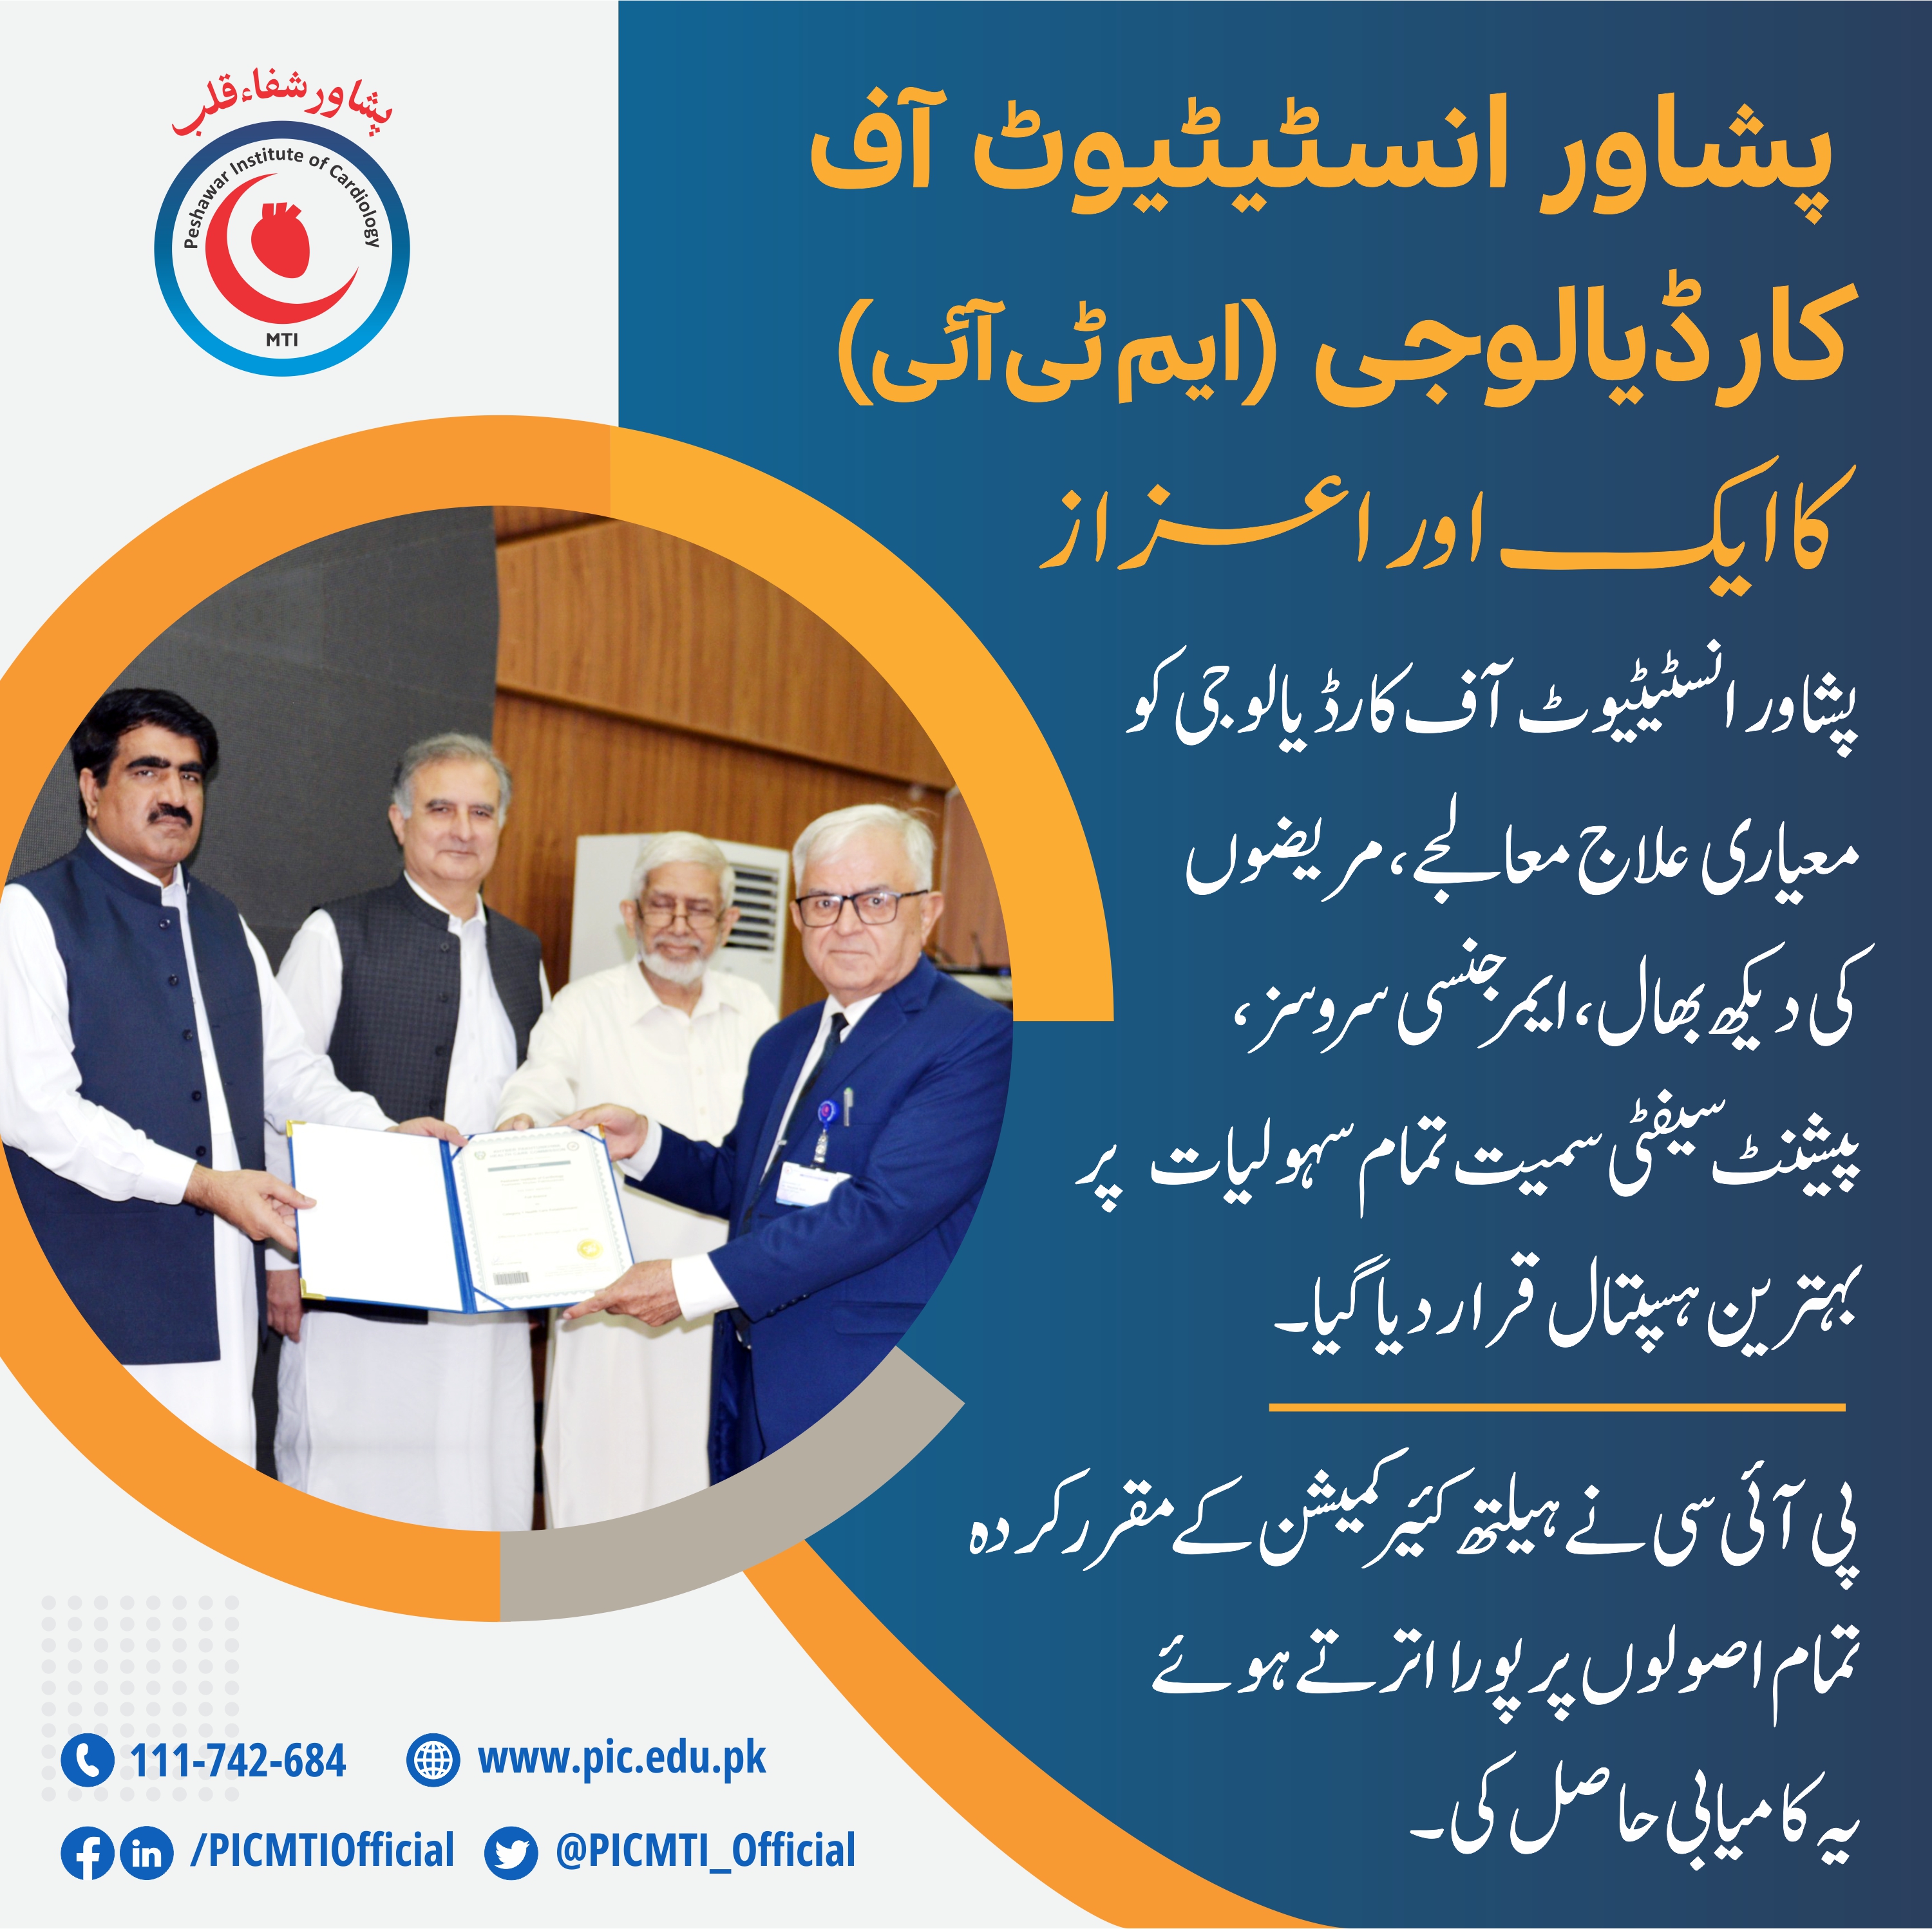 پشاور شفاء قلب
Peshawar Institute of Cardiology
MTI
پشاور انسٹیٹیوٹ آف
کارڈیالوجی (ایم ٹی آئی)
کا ایک اور اعزاز
پشاور انسٹیٹیوٹ آف کارڈیالوجی کو
معیاری علاج معالجے، مریضوں
کی دیکھ بھال، ایمرجنسی سروسز،
پیشنٹ سیفٹی سمیت تمام سہولیات پر
بہترین ہسپتال قرار دیا گیا۔
پی آئی سی نے ہیلتھ کئیر کمیشن کے مقرر کردہ
تمام اصولوں پر پورا اترتے ہوئے
یہ کامیابی حاصل کی۔
111-742-684
www.pic.edu.pk
/PICMTIOfficial
@PICMTI_Official